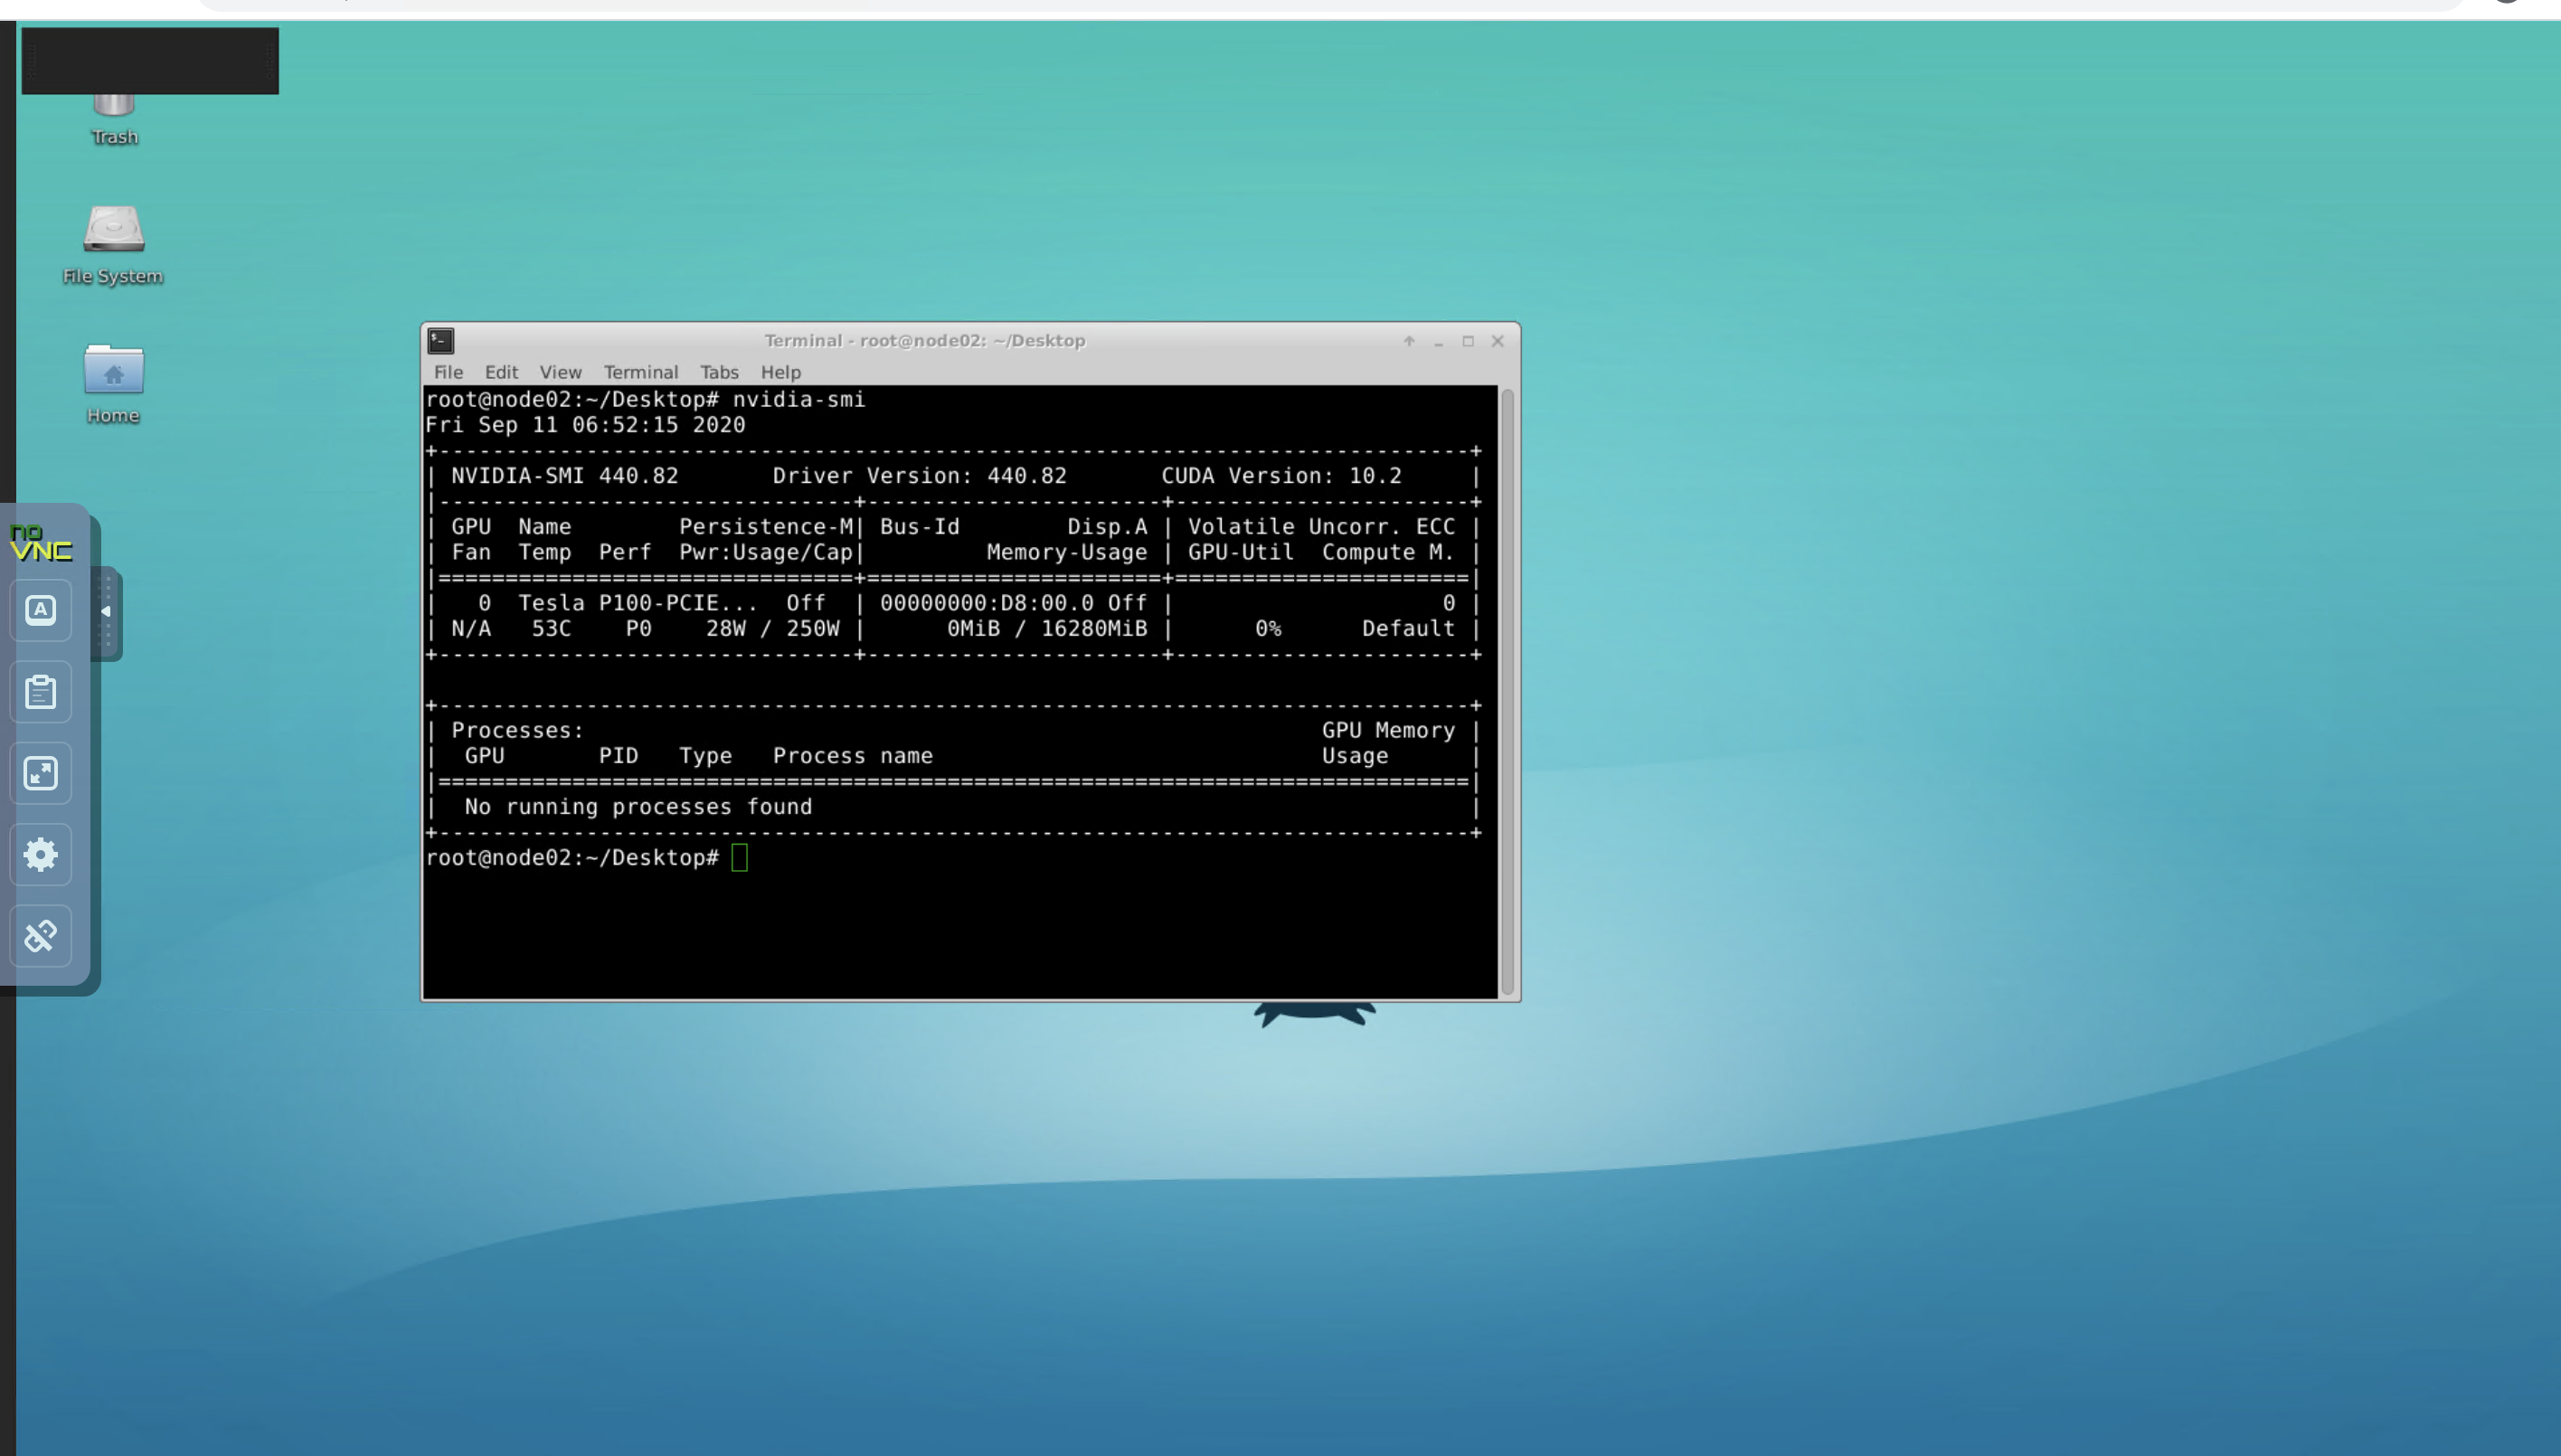 Trash
File System
Home
no
VNC
A
Terminal - root@node02: ~/Desktop
File Edit View Terminal Tabs Help
root@node02:~/Desktop# nvidia-smi
Fri Sep 11 06:52:15 2020
+-----------------------------------------------------------------------------+
| NVIDIA-SMI 440.82       Driver Version: 440.82       CUDA Version: 10.2     |
|-------------------------------+----------------------+----------------------+
| GPU  Name        Persistence-M| Bus-Id        Disp.A | Volatile Uncorr. ECC |
| Fan  Temp  Perf  Pwr:Usage/Cap|         Memory-Usage | GPU-Util  Compute M. |
|===============================+======================+======================|
|   0  Tesla P100-PCIE...  Off  | 00000000:D8:00.0 Off |                    0 |
| N/A   53C    P0    28W / 250W |      0MiB / 16280MiB |      0%      Default |
+-------------------------------+----------------------+----------------------+
+-----------------------------------------------------------------------------+
| Processes:                                                       GPU Memory |
|  GPU       PID   Type   Process name                             Usage      |
|=============================================================================|
|  No running processes found                                                 |
+-----------------------------------------------------------------------------+
root@node02:~/Desktop#